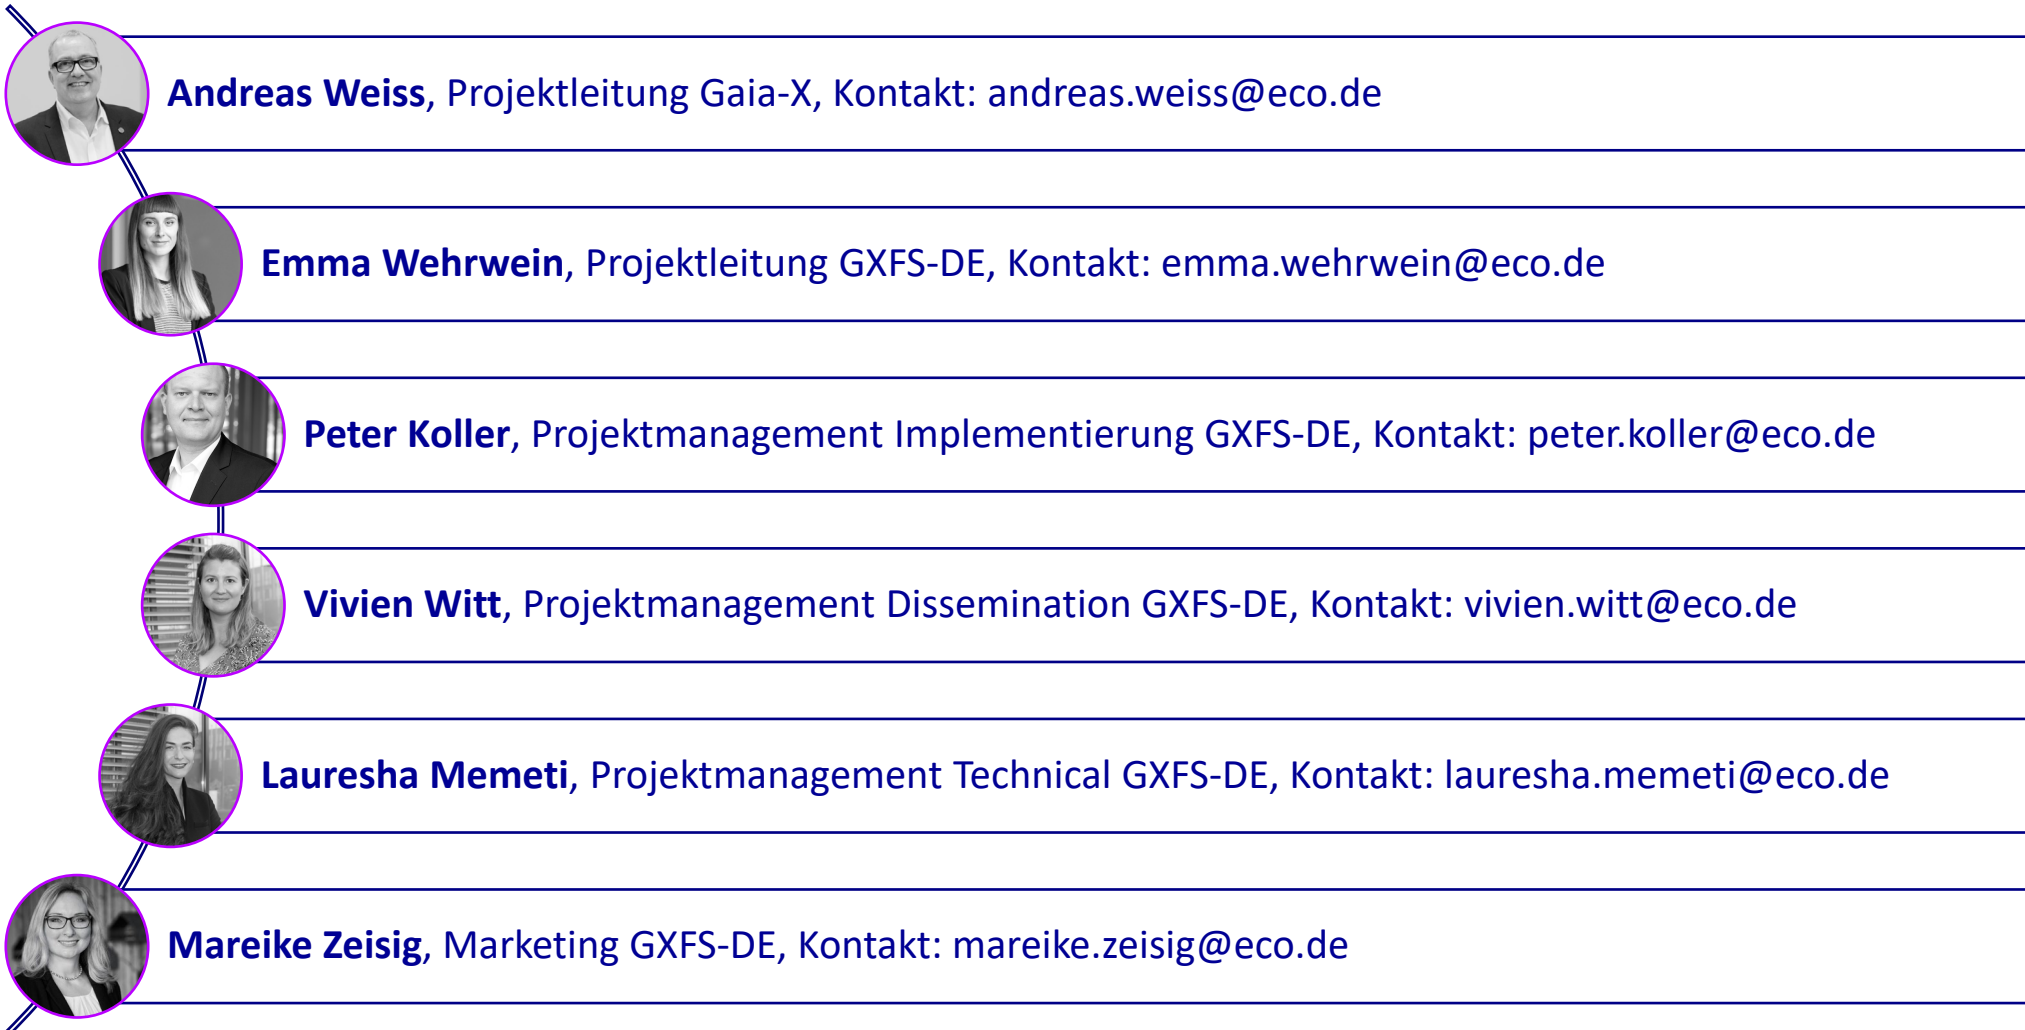 Andreas Weiss, Projektleitung Gaia-X, Kontakt: andreas.weiss@eco.de
Emma Wehrwein, Projektleitung GXFS-DE, Kontakt: emma.wehrwein@eco.de
Peter Koller, Projektmanagement Implementierung GXFS-DE, Kontakt: peter.koller@eco.de
Vivien Witt, Projektmanagement Dissemination GXFS-DE, Kontakt: vivien.witt@eco.de
Lauresha Memeti, Projektmanagement Technical GXFS-DE, Kontakt: lauresha.memeti@eco.de
Mareike Zeisig, Marketing GXFS-DE, Kontakt: mareike.zeisig@eco.de